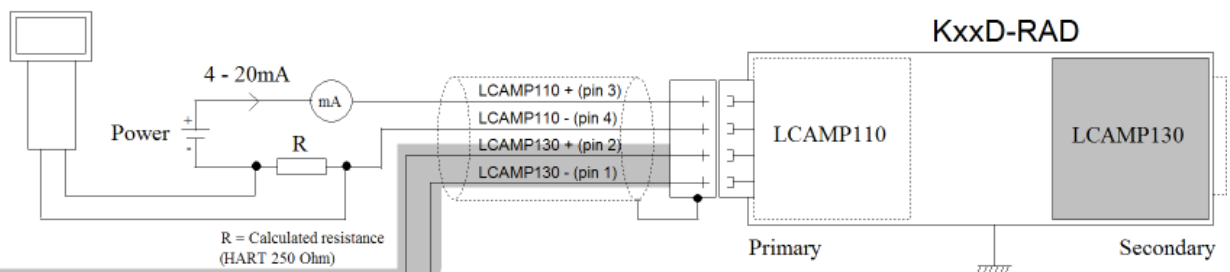 KxxD-RAD
4 - 20mA
mA
+
Power
-
R
LCAMP110 + (pin 3)
LCAMP110 - (pin 4)
LCAMP130 + (pin 2)
LCAMP130 - (pin 1)
LCAMP110
LCAMP130
R = Calculated resistance
(HART 250 Ohm)
Primary
Secondary